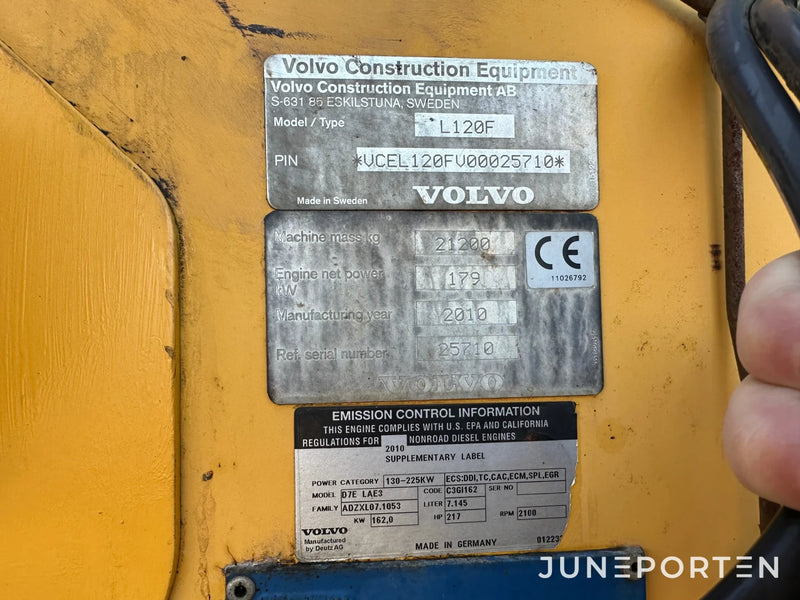 Volvo Construction Equipment
Volvo Construction Equipment AB
S-631 85 ESKILSTUNA, SWEDEN
Model / Type L120F
PIN *VCEL120FV00025710*
Made in Sweden VOLVO
Machine mass kg 21200
CE
11026792
Engine net power kW 179
Manufacturing year 2010
Ref. serial number 25710
VOLVO
EMISSION CONTROL INFORMATION
THIS ENGINE COMPLIES WITH U.S. EPA AND CALIFORNIA
REGULATIONS FOR 2010 NONROAD DIESEL ENGINES
SUPPLEMENTARY LABEL
POWER CATEGORY 130-225KW ECS:DDI,TC,CAC,ECM,SPL,EGR
MODEL D7E LAE3 CODE C3GI162 SER NO
FAMILY ADZXL07.1053 LITER 7.145
KW 162,0 HP 217 RPM 2100
VOLVO
Manufactured
by Deutz AG
MADE IN GERMANY
JUNEPORTEN